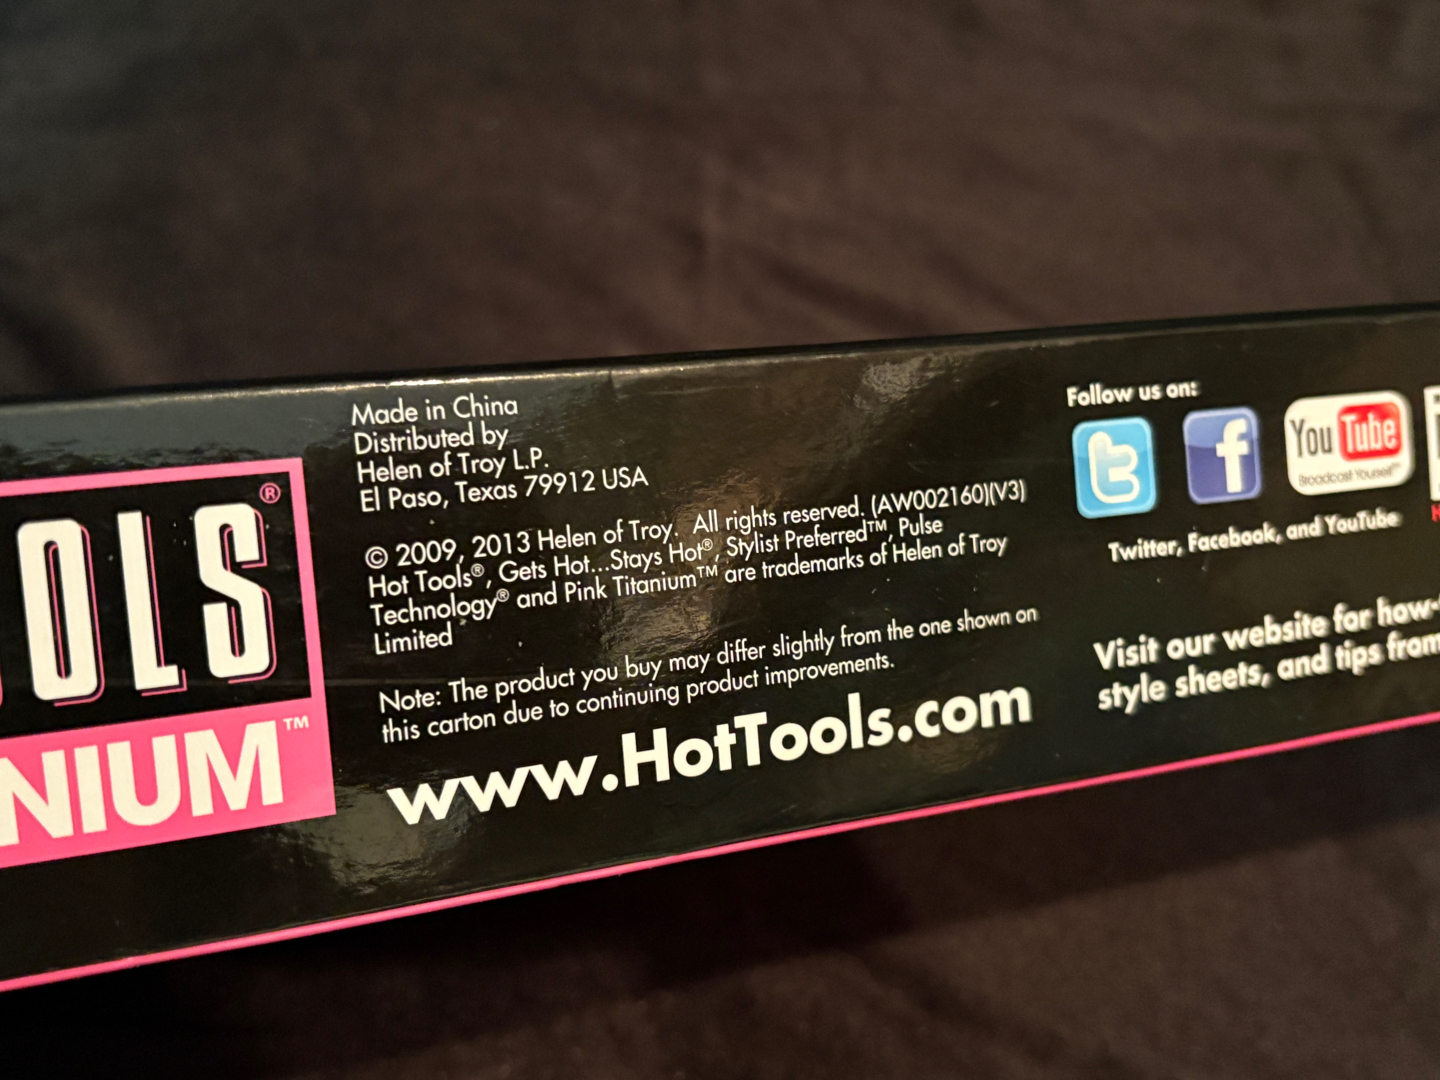 OLS®
NIUM™
Made in China
Distributed by
Helen of Troy L.P.
El Paso, Texas 79912 USA
© 2009, 2013 Helen of Troy. All rights reserved. (AW002160)(V3)
Hot Tools®, Gets Hot...Stays Hot®, Stylist Preferred™, Pulse
Technology® and Pink Titanium™ are trademarks of Helen of Troy
Limited
Note: The product you buy may differ slightly from the one shown on
this carton due to continuing product improvements.
www.HotTools.com
Follow us on:
t
f
You Tube
Broadcast Yourself™
Twitter, Facebook, and YouTube
Visit our website for how-
style sheets, and tips from